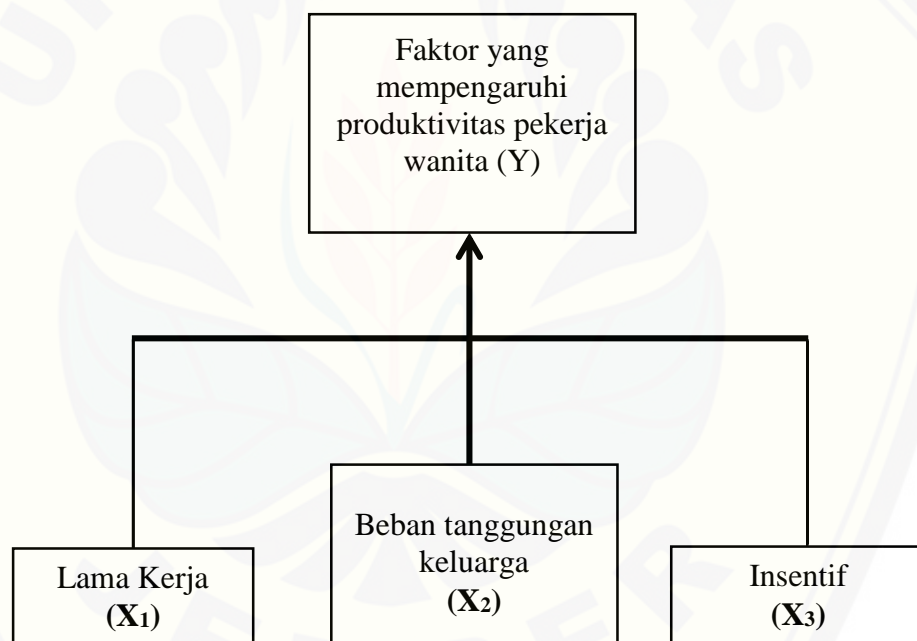 Faktor yang
mempengaruhi
produktivitas pekerja
wanita (Y)
Beban tanggungan
keluarga
(X2)
Lama Kerja
(X1)
Insentif
(X3)